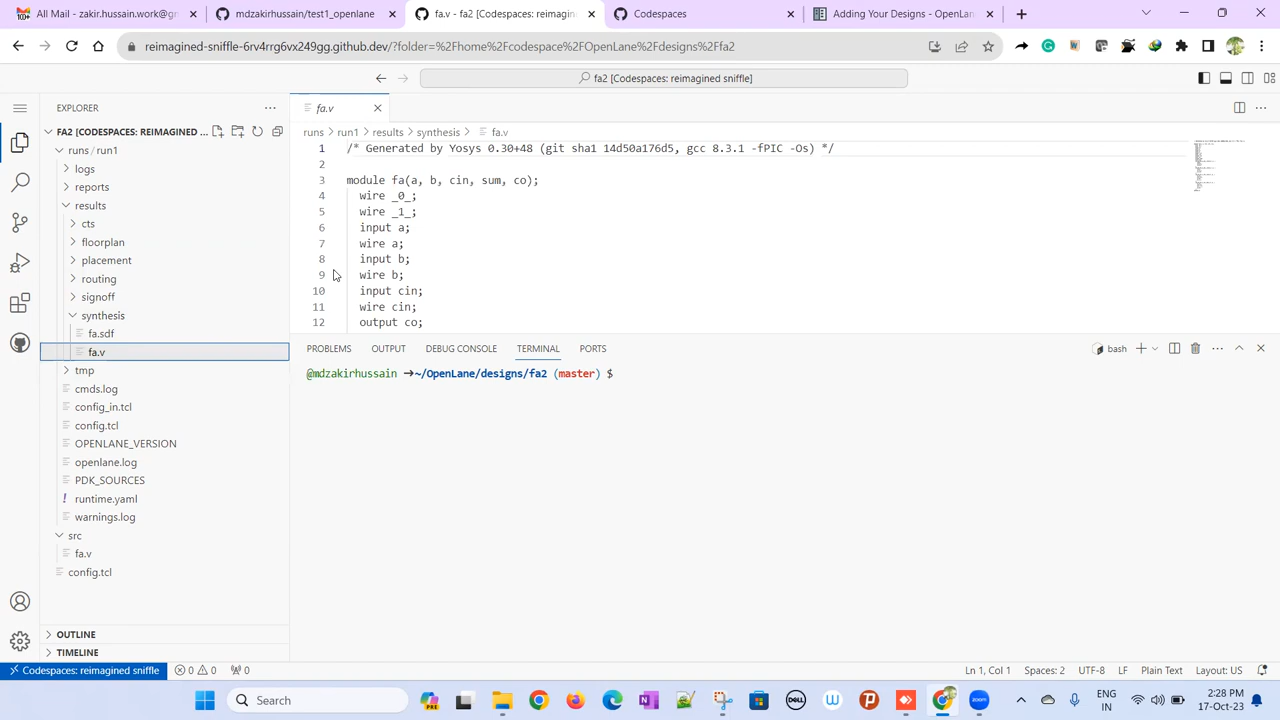 All Mail - zakir.hussain.work@gm
mdzakirhussain/test1_openlane
fa.v - fa2 [Codespaces: reimagine
Codespaces
Adding Your Designs - OpenLane
reimagined-sniffle-6rv4rrg6vx249gg.github.dev/?folder=%2Fhome%2Fcodespace%2FOpenLane%2Fdesigns%2Ffa2
fa2 [Codespaces: reimagined sniffle]
EXPLORER
FA2 [CODESPACES: REIMAGINED ...
runs / run1
logs
reports
results
cts
floorplan
placement
routing
signoff
synthesis
fa.sdf
fa.v
tmp
cmds.log
config_in.tcl
config.tcl
OPENLANE_VERSION
openlane.log
PDK_SOURCES
! runtime.yaml
warnings.log
src
fa.v
config.tcl
OUTLINE
TIMELINE
fa.v
runs > run1 > results > synthesis > fa.v
1 /* Generated by Yosys 0.30+48 (git sha1 14d50a176d5, gcc 8.3.1 -fPIC -Os) */
2
3 module fa(a, b, cin, sum, co);
4 wire _0_;
5 wire _1_;
6 input a;
7 wire a;
8 input b;
9 wire b;
10 input cin;
11 wire cin;
12 output co;
PROBLEMS OUTPUT DEBUG CONSOLE TERMINAL PORTS
bash
@mdzakirhussain →~/OpenLane/designs/fa2 (master) $
Codespaces: reimagined sniffle 0 0 0
Ln 1, Col 1 Spaces: 2 UTF-8 LF Plain Text Layout: US
Search
ENG
IN
2:28 PM
17-Oct-23